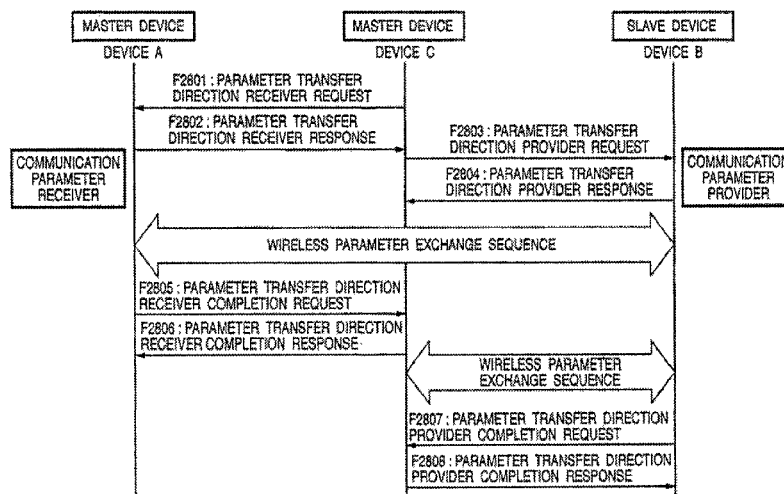 MASTER DEVICE
MASTER DEVICE
SLAVE DEVICE
DEVICE A
DEVICE C
DEVICE B
F2801 : PARAMETER TRANSFER
DIRECTION RECEIVER REQUEST
F2802 : PARAMETER TRANSFER
DIRECTION RECEIVER RESPONSE
F2803 : PARAMETER TRANSFER
DIRECTION PROVIDER REQUEST
COMMUNICATION
PARAMETER
RECEIVER
F2804 : PARAMETER TRANSFER
DIRECTION PROVIDER RESPONSE
COMMUNICATION
PARAMETER
PROVIDER
WIRELESS PARAMETER EXCHANGE SEQUENCE
F2805 : PARAMETER TRANSFER DIRECTION
RECEIVER COMPLETION REQUEST
F2806 : PARAMETER TRANSFER DIRECTION
RECEIVER COMPLETION RESPONSE
WIRELESS PARAMETER
EXCHANGE SEQUENCE
F2807 : PARAMETER TRANSFER DIRECTION
PROVIDER COMPLETION REQUEST
F2808 : PARAMETER TRANSFER DIRECTION
PROVIDER COMPLETION RESPONSE